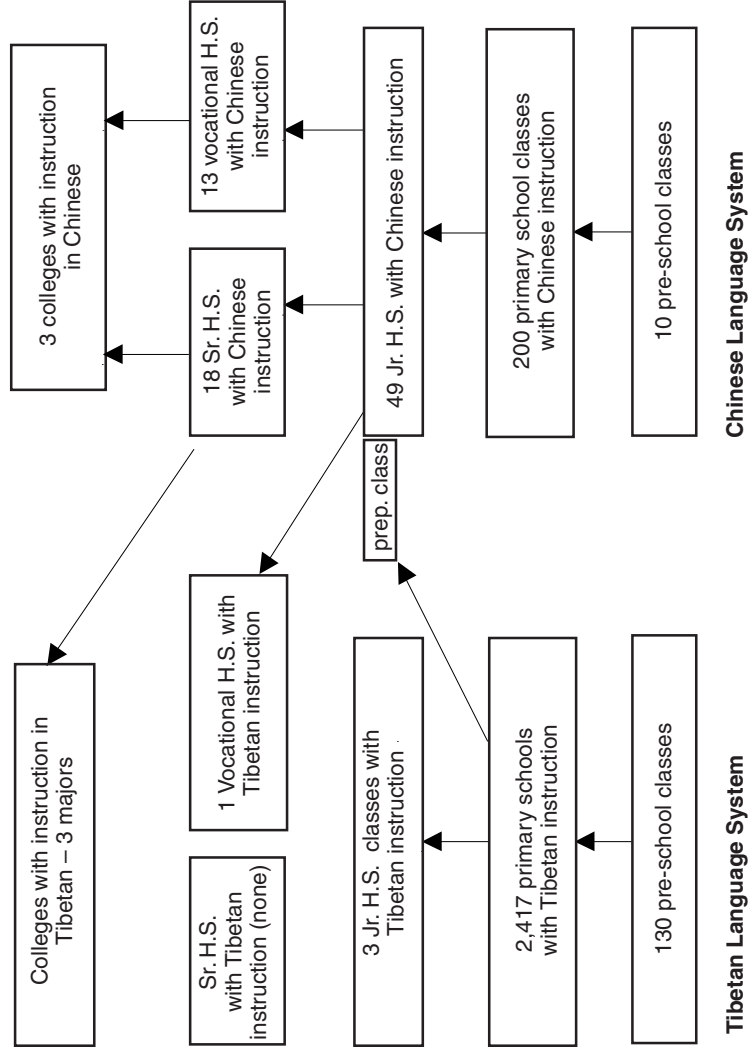 Colleges with instruction in
Tibetan – 3 majors
3 colleges with instruction
in Chinese
Sr. H.S.
with Tibetan
instruction (none)
1 Vocational H.S. with
Tibetan instruction
18 Sr. H.S.
with Chinese
instruction
13 vocational H.S.
with Chinese
instruction
3 Jr. H.S. classes with
Tibetan instruction
prep. class
49 Jr. H.S. with Chinese instruction
2,417 primary schools
with Tibetan instruction
200 primary school classes
with Chinese instruction
130 pre-school classes
10 pre-school classes
Tibetan Language System
Chinese Language System